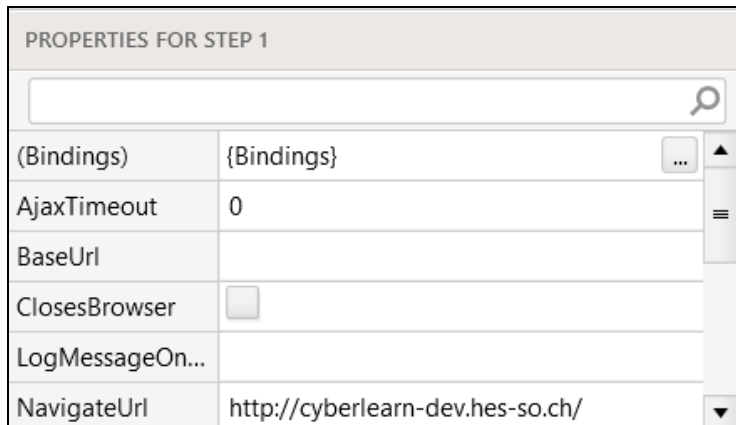 PROPERTIES FOR STEP 1
(Bindings) {Bindings} ...
AjaxTimeout 0
BaseUrl
ClosesBrowser
LogMessageOn...
NavigateUrl http://cyberlearn-dev.hes-so.ch/